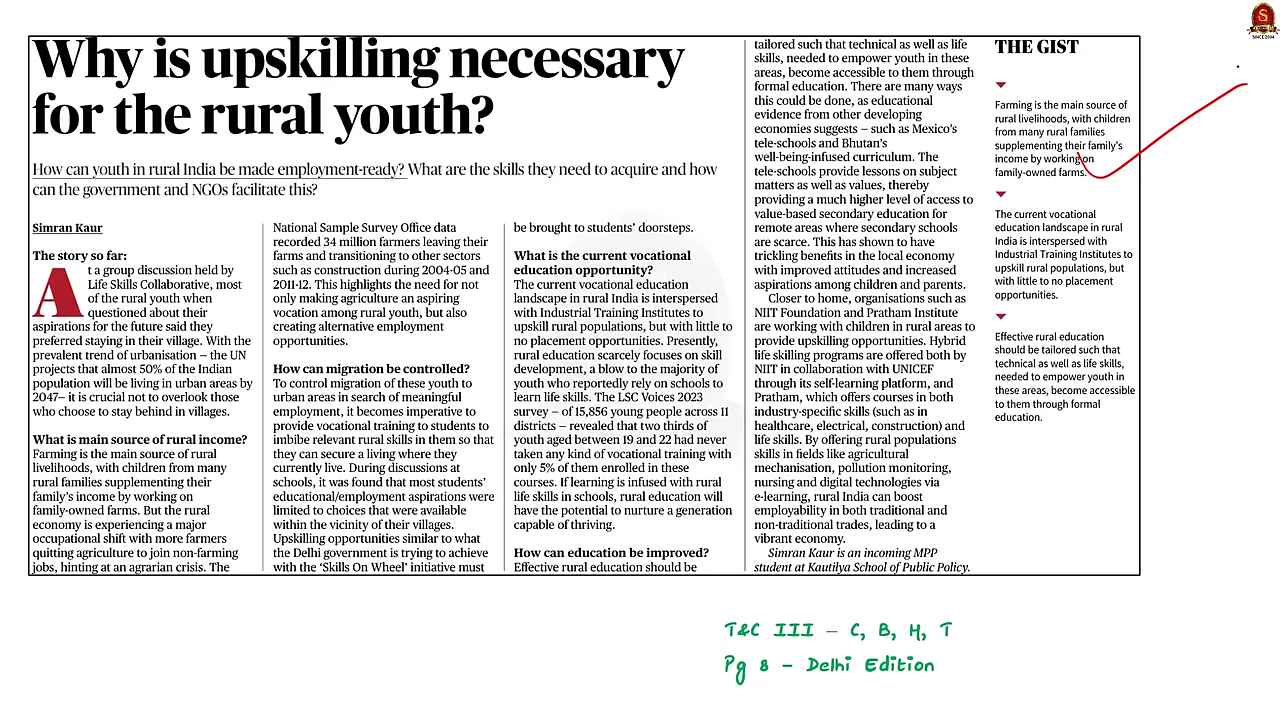 Why is upskilling necessary
for the rural youth?
How can youth in rural India be made employment-ready? What are the skills they need to acquire and how
can the government and NGOs facilitate this?
Simran Kaur
The story so far:
At a group discussion held by
Life Skills Collaborative, most
of the rural youth when
questioned about their
aspirations for the future said they
preferred staying in their village. With the
prevalent trend of urbanisation – the UN
projects that almost 50% of the Indian
population will be living in urban areas by
2047– it is crucial not to overlook those
who choose to stay behind in villages.
What is main source of rural income?
Farming is the main source of rural
livelihoods, with children from many
rural families supplementing their
family's income by working on
family-owned farms. But the rural
economy is experiencing a major
occupational shift with more farmers
quitting agriculture to join non-farming
jobs, hinting at an agrarian crisis. The
National Sample Survey Office data
recorded 34 million farmers leaving their
farms and transitioning to other sectors
such as construction during 2004-05 and
2011-12. This highlights the need for not
only making agriculture an aspiring
vocation among rural youth, but also
creating alternative employment
opportunities.
How can migration be controlled?
To control migration of these youth to
urban areas in search of meaningful
employment, it becomes imperative to
provide vocational training to students to
imbibe relevant rural skills in them so that
they can secure a living where they
currently live. During discussions at
schools, it was found that most students'
educational/employment aspirations were
limited to choices that were available
within the vicinity of their villages.
Upskilling opportunities similar to what
the Delhi government is trying to achieve
with the 'Skills On Wheel' initiative must
be brought to students' doorsteps.
What is the current vocational
education opportunity?
The current vocational education
landscape in rural India is interspersed
with Industrial Training Institutes to
upskill rural populations, but with little to
no placement opportunities. Presently,
rural education scarcely focuses on skill
development, a blow to the majority of
youth who reportedly rely on schools to
learn life skills. The LSC Voices 2023
survey – of 15,856 young people across 11
districts – revealed that two thirds of
youth aged between 19 and 22 had never
taken any kind of vocational training with
only 5% of them enrolled in these
courses. If learning is infused with rural
life skills in schools, rural education will
have the potential to nurture a generation
capable of thriving.
How can education be improved?
Effective rural education should be
tailored such that technical as well as life
skills, needed to empower youth in these
areas, become accessible to them through
formal education. There are many ways
this could be done, as educational
evidence from other developing
economies suggests – such as Mexico's
tele-schools and Bhutan's
well-being-infused curriculum. The
tele-schools provide lessons on subject
matters as well as values, thereby
providing a much higher level of access to
value-based secondary education for
remote areas where secondary schools
are scarce. This has shown to have
trickling benefits in the local economy
with improved attitudes and increased
aspirations among children and parents.
Closer to home, organisations such as
NIIT Foundation and Pratham Institute
are working with children in rural areas to
provide upskilling opportunities. Hybrid
life skilling programs are offered both by
NIIT in collaboration with UNICEF
through its self-learning platform, and
Pratham, which offers courses in both
industry-specific skills (such as in
healthcare, electrical, construction) and
life skills. By offering rural populations
skills in fields like agricultural
mechanisation, pollution monitoring,
nursing and digital technologies via
e-learning, rural India can boost
employability in both traditional and
non-traditional trades, leading to a
vibrant economy.
Simran Kaur is an incoming MPP
student at Kautilya School of Public Policy.
THE GIST
Farming is the main source of
rural livelihoods, with children
from many rural families
supplementing their family's
income by working on
family-owned farms.
The current vocational
education landscape in rural
India is interspersed with
Industrial Training Institutes to
upskill rural populations, but
with little to no placement
opportunities.
Effective rural education
should be tailored such that
technical as well as life skills,
needed to empower youth in
these areas, become accessible
to them through formal
education.
S
SINCE 2004
T&C III – C, B, H, T
Pg 8 – Delhi Edition